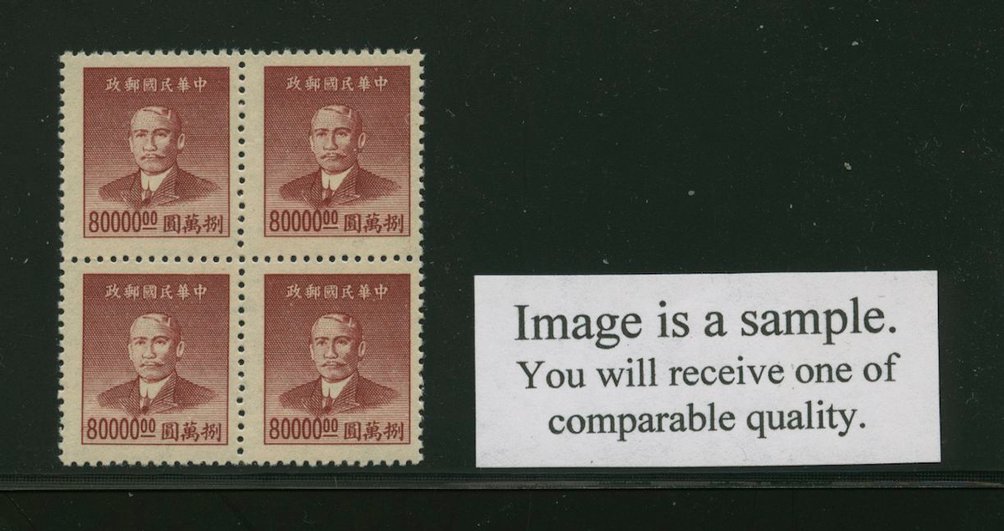 中華民國郵政
80000.00 捌萬圓
中華民國郵政
80000.00 捌萬圓
中華民國郵政
80000.00 捌萬圓
中華民國郵政
80000.00 捌萬圓
Image is a sample.
You will receive one of
comparable quality.